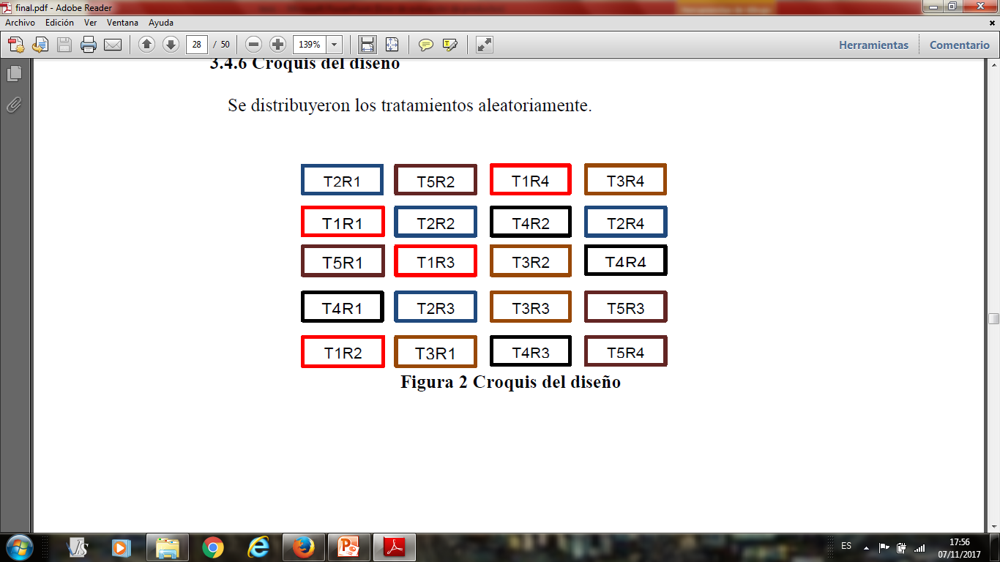 final.pdf - Adobe Reader
Archivo Edición Ver Ventana Ayuda
28 / 50 139% Herramientas Comentario
3.4.6 Croquis del diseño
Se distribuyeron los tratamientos aleatoriamente.
T2R1 T5R2 T1R4 T3R4
T1R1 T2R2 T4R2 T2R4
T5R1 T1R3 T3R2 T4R4
T4R1 T2R3 T3R3 T5R3
T1R2 T3R1 T4R3 T5R4
Figura 2 Croquis del diseño
ES 17:56
07/11/2017